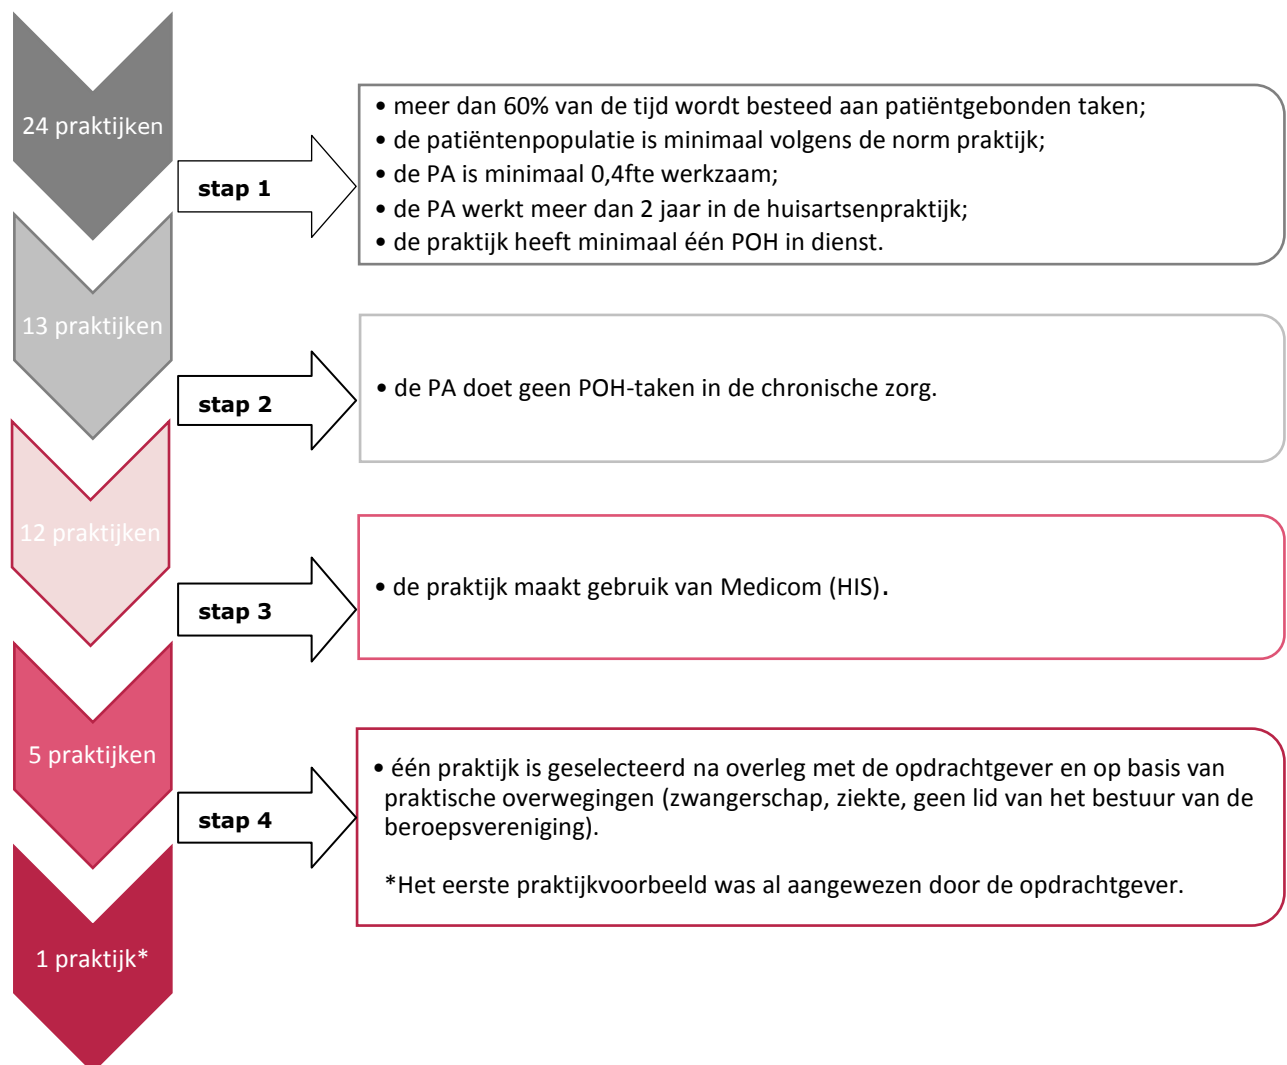 24 praktijken
stap 1
• meer dan 60% van de tijd wordt besteed aan patiëntgebonden taken;
• de patiëntenpopulatie is minimaal volgens de norm praktijk;
• de PA is minimaal 0,4fte werkzaam;
• de PA werkt meer dan 2 jaar in de huisartsenpraktijk;
• de praktijk heeft minimaal één POH in dienst.
13 praktijken
stap 2
• de PA doet geen POH-taken in de chronische zorg.
12 praktijken
stap 3
• de praktijk maakt gebruik van Medicom (HIS).
5 praktijken
stap 4
• één praktijk is geselecteerd na overleg met de opdrachtgever en op basis van
praktische overwegingen (zwangerschap, ziekte, geen lid van het bestuur van de
beroepsvereniging).
*Het eerste praktijkvoorbeeld was al aangewezen door de opdrachtgever.
1 praktijk*